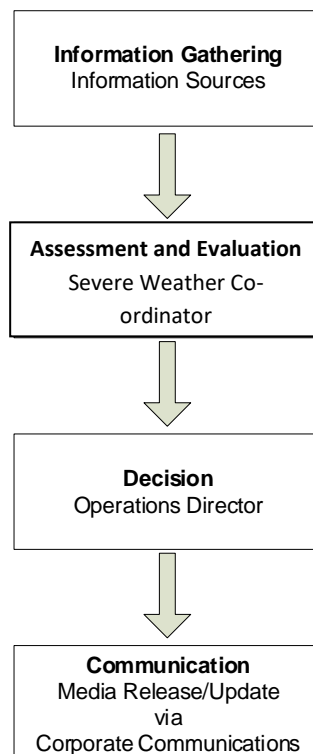 Information Gathering
Information Sources
Assessment and Evaluation
Severe Weather Co-
ordinator
Decision
Operations Director
Communication
Media Release/Update
via
Corporate Communications